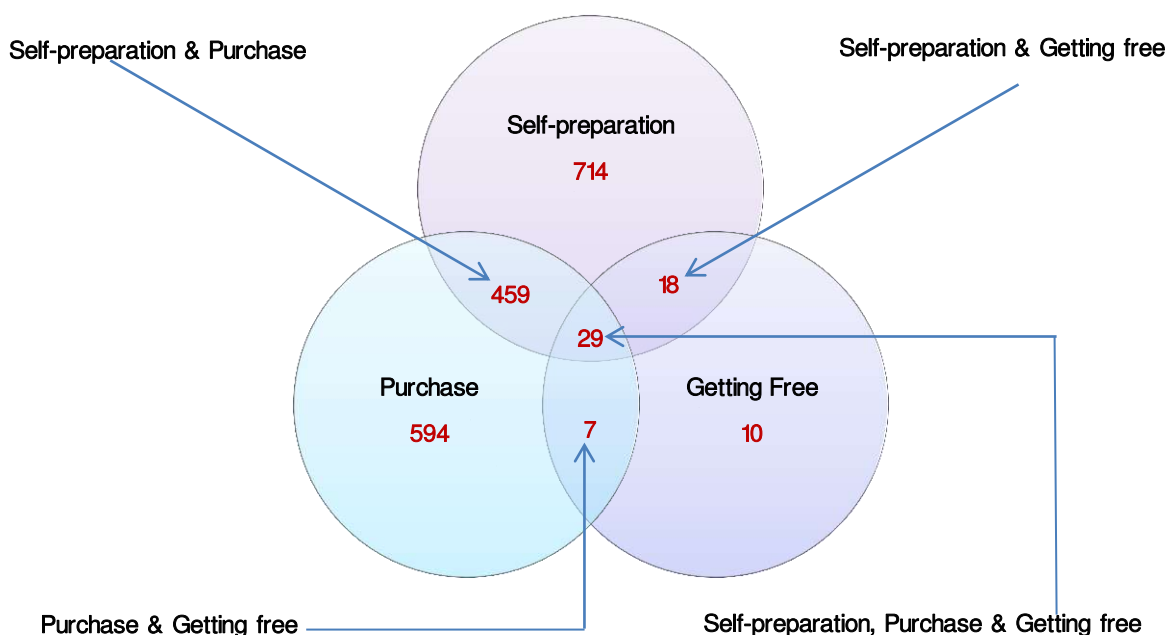 Self-preparation & Purchase
Self-preparation & Getting free
Self-preparation
714
459
18
29
Purchase
Getting Free
594
7
10
Purchase & Getting free
Self-preparation, Purchase & Getting free